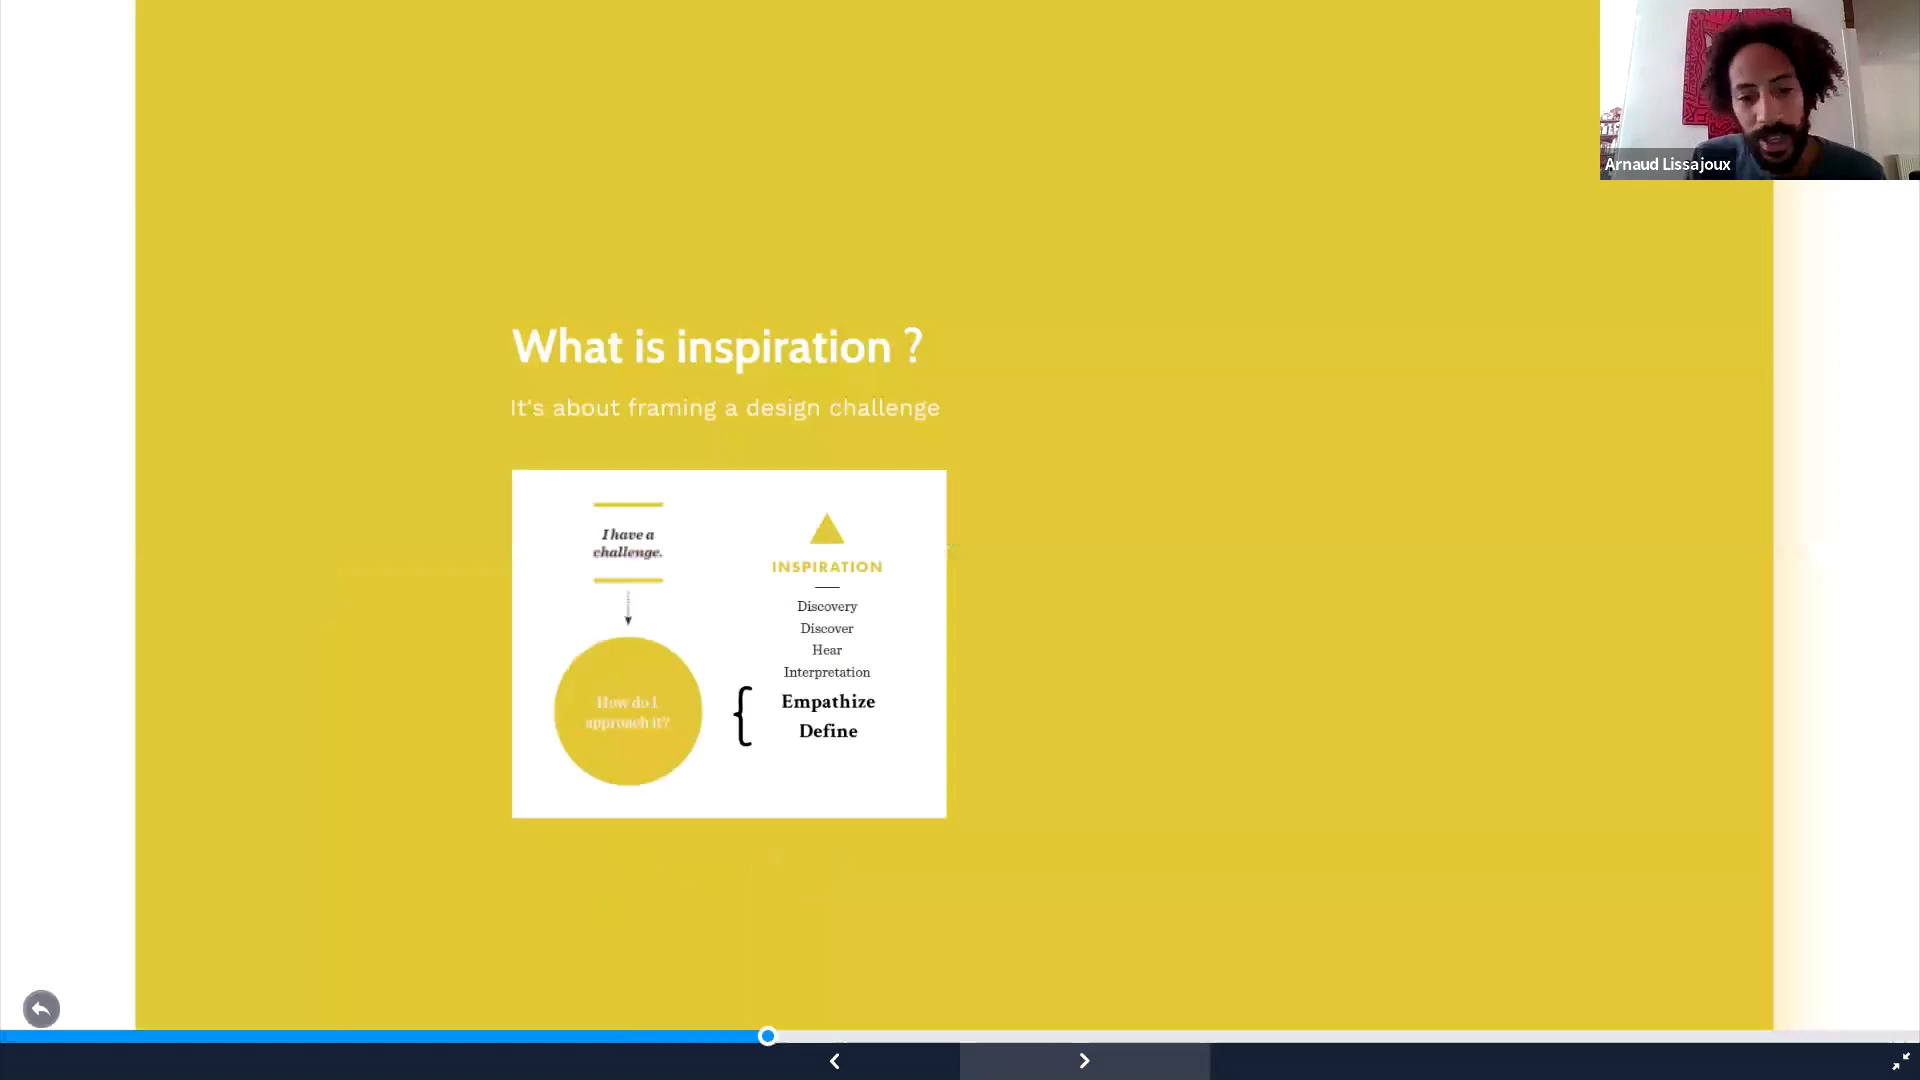 Arnaud Lissajoux
What is inspiration ?
It's about framing a design challenge
I have a
challenge.
How do I
approach it?
INSPIRATION
Discovery
Discover
Hear
Interpretation
Empathize
Define